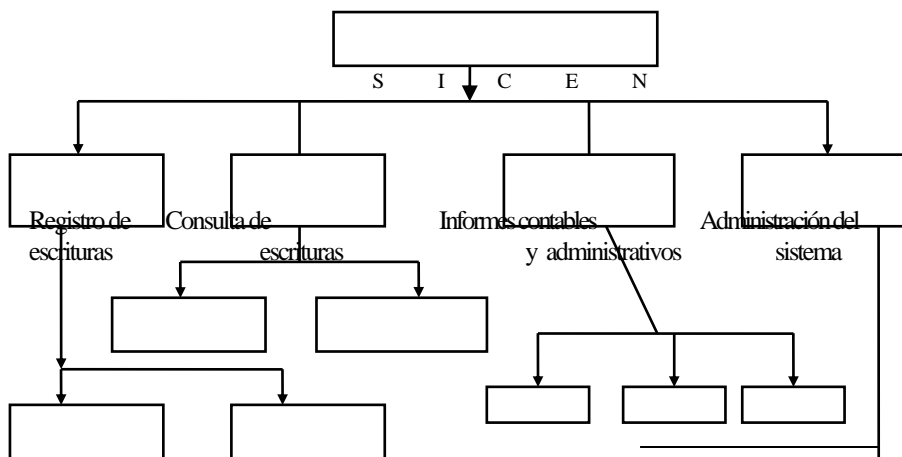 S I C E N
Registro de Consulta de Informes contables Administración del
escrituras escrituras y administrativos sistema